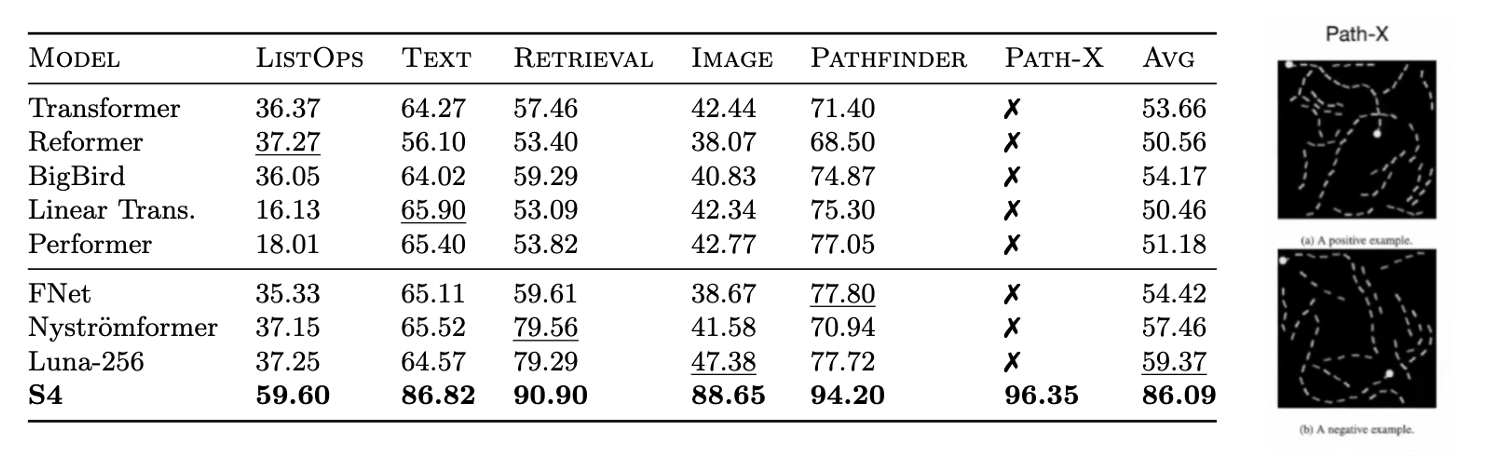 MODEL LISTOPS TEXT RETRIEVAL IMAGE PATHFINDER PATH-X AVG
Transformer 36.37 64.27 57.46 42.44 71.40 ✗ 53.66
Reformer 37.27 56.10 53.40 38.07 68.50 ✗ 50.56
BigBird 36.05 64.02 59.29 40.83 74.87 ✗ 54.17
Linear Trans. 16.13 65.90 53.09 42.34 75.30 ✗ 50.46
Performer 18.01 65.40 53.82 42.77 77.05 ✗ 51.18
FNet 35.33 65.11 59.61 38.67 77.80 ✗ 54.42
Nyströmformer 37.15 65.52 79.56 41.58 70.94 ✗ 57.46
Luna-256 37.25 64.57 79.29 47.38 77.72 ✗ 59.37
S4 59.60 86.82 90.90 88.65 94.20 96.35 86.09
Path-X
(a) A positive example.
(b) A negative example.